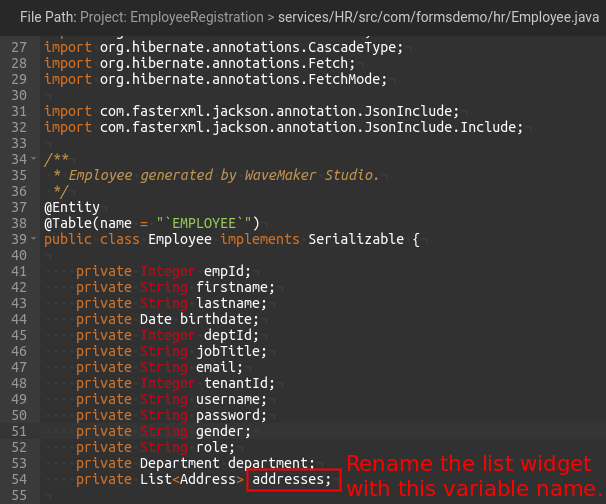 File Path: Project: EmployeeRegistration > services/HR/src/com/formsdemo/hr/Employee.java
27 import org.hibernate.annotations.CascadeType;
28 import org.hibernate.annotations.Fetch;
29 import org.hibernate.annotations.FetchMode;
30
31 import com.fasterxml.jackson.annotation.JsonInclude;
32 import com.fasterxml.jackson.annotation.JsonInclude.Include;
33
34 /**
35 * Employee generated by WaveMaker Studio.
36 */
37 @Entity
38 @Table(name = "`EMPLOYEE`")
39 public class Employee implements Serializable {
40
41 private Integer empId;
42 private String firstname;
43 private String lastname;
44 private Date birthdate;
45 private Integer deptId;
46 private String jobTitle;
47 private String email;
48 private Integer tenantId;
49 private String username;
50 private String password;
51 private String gender;
52 private String role;
53 private Department department;
54 private List<Address> addresses;
55
Rename the list widget
with this variable name.